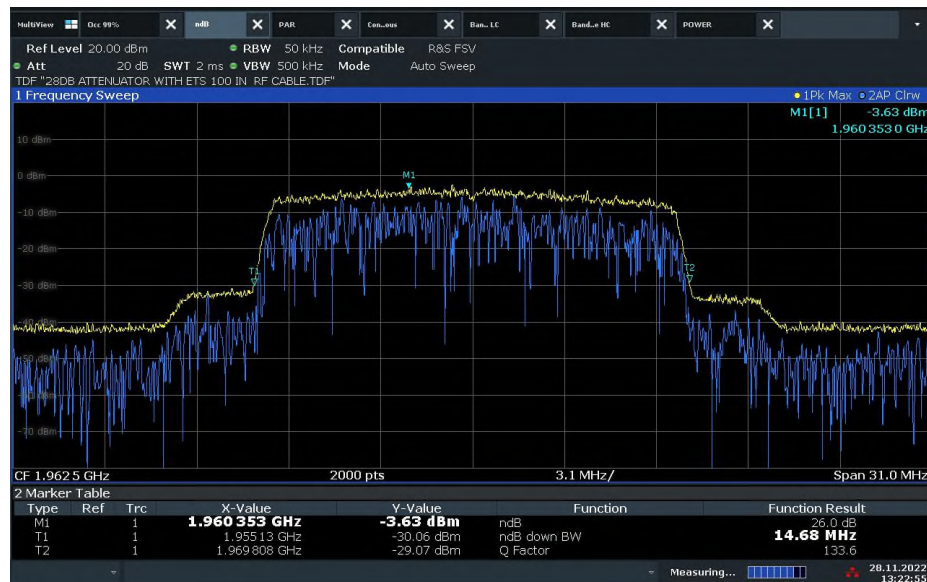 MultiView Occ 99% ndB PAR Con...ous Ban.. LC Band..e HC POWER
Ref Level 20.00 dBm RBW 50 kHz Compatible R&S FSV
Att 20 dB SWT 2 ms VBW 500 kHz Mode Auto Sweep
TDF "28DB ATTENUATOR WITH ETS 100 IN RF CABLE.TDF"
1 Frequency Sweep 1Pk Max 2AP Clrw
M1[1] -3.63 dBm
1.960 353 0 GHz
10 dBm
0 dBm
M1
-10 dBm
-20 dBm
T1
T2
-30 dBm
-40 dBm
-50 dBm
-70 dBm
CF 1.962 5 GHz 2000 pts 3.1 MHz/ Span 31.0 MHz
2 Marker Table
Type Ref Trc X-Value Y-Value Function Function Result
M1 1 1.960 353 GHz -3.63 dBm ndB 26.0 dB
T1 1 1.955 13 GHz -30.06 dBm ndB down BW 14.68 MHz
T2 1 1.969 808 GHz -29.07 dBm Q Factor 133.6
Measuring... 28.11.2022
13:22:55